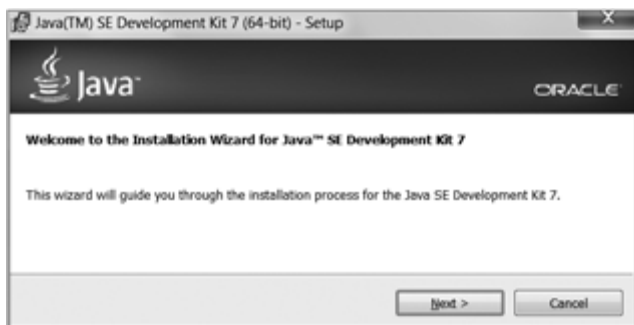 Java(TM) SE Development Kit 7 (64-bit) - Setup
Java™
ORACLE
Welcome to the Installation Wizard for Java™ SE Development Kit 7
This wizard will guide you through the installation process for the Java SE Development Kit 7.
Next >
Cancel